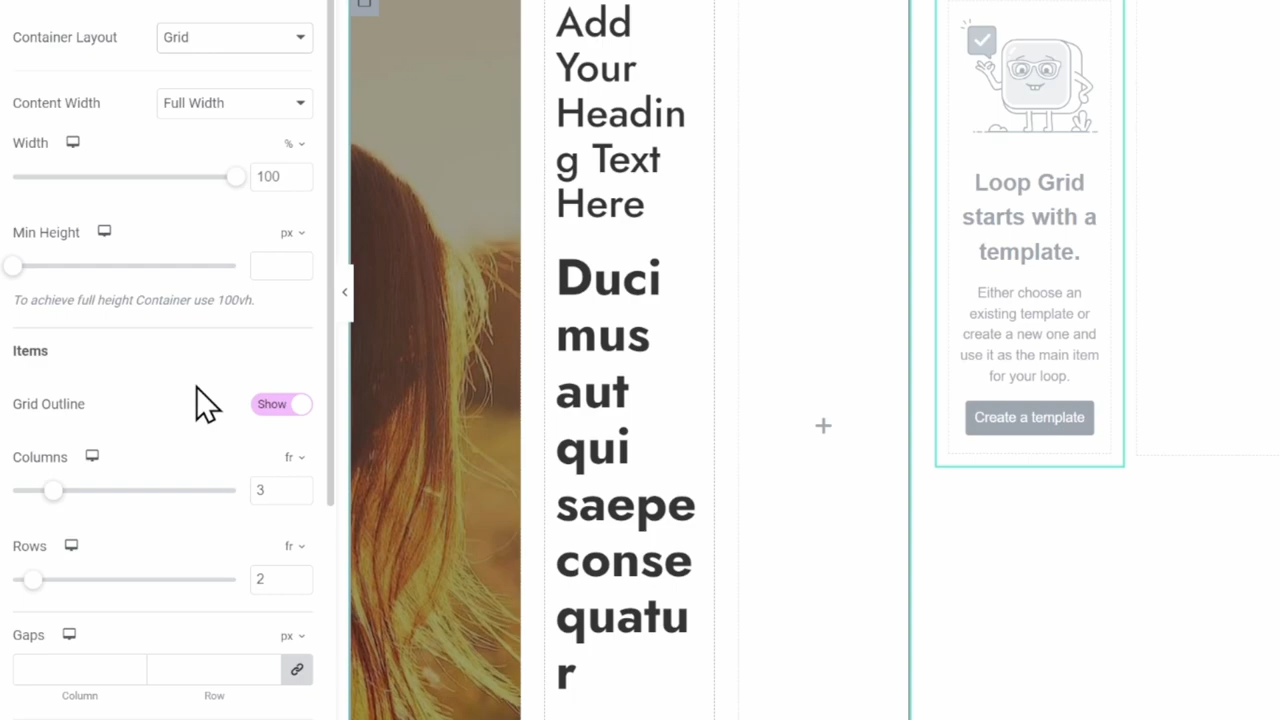 Container Layout
Grid
Content Width
Full Width
Width
%
100
Min Height
px
To achieve full height Container use 100vh.
Items
Grid Outline
Show
Columns
fr
3
Rows
fr
2
Gaps
px
Column
Row
Add
Your
Headin
g Text
Here
Duci
mus
aut
qui
saepe
conse
quatu
r
+
Loop Grid
starts with a
template.
Either choose an
existing template or
create a new one and
use it as the main item
for your loop.
Create a template